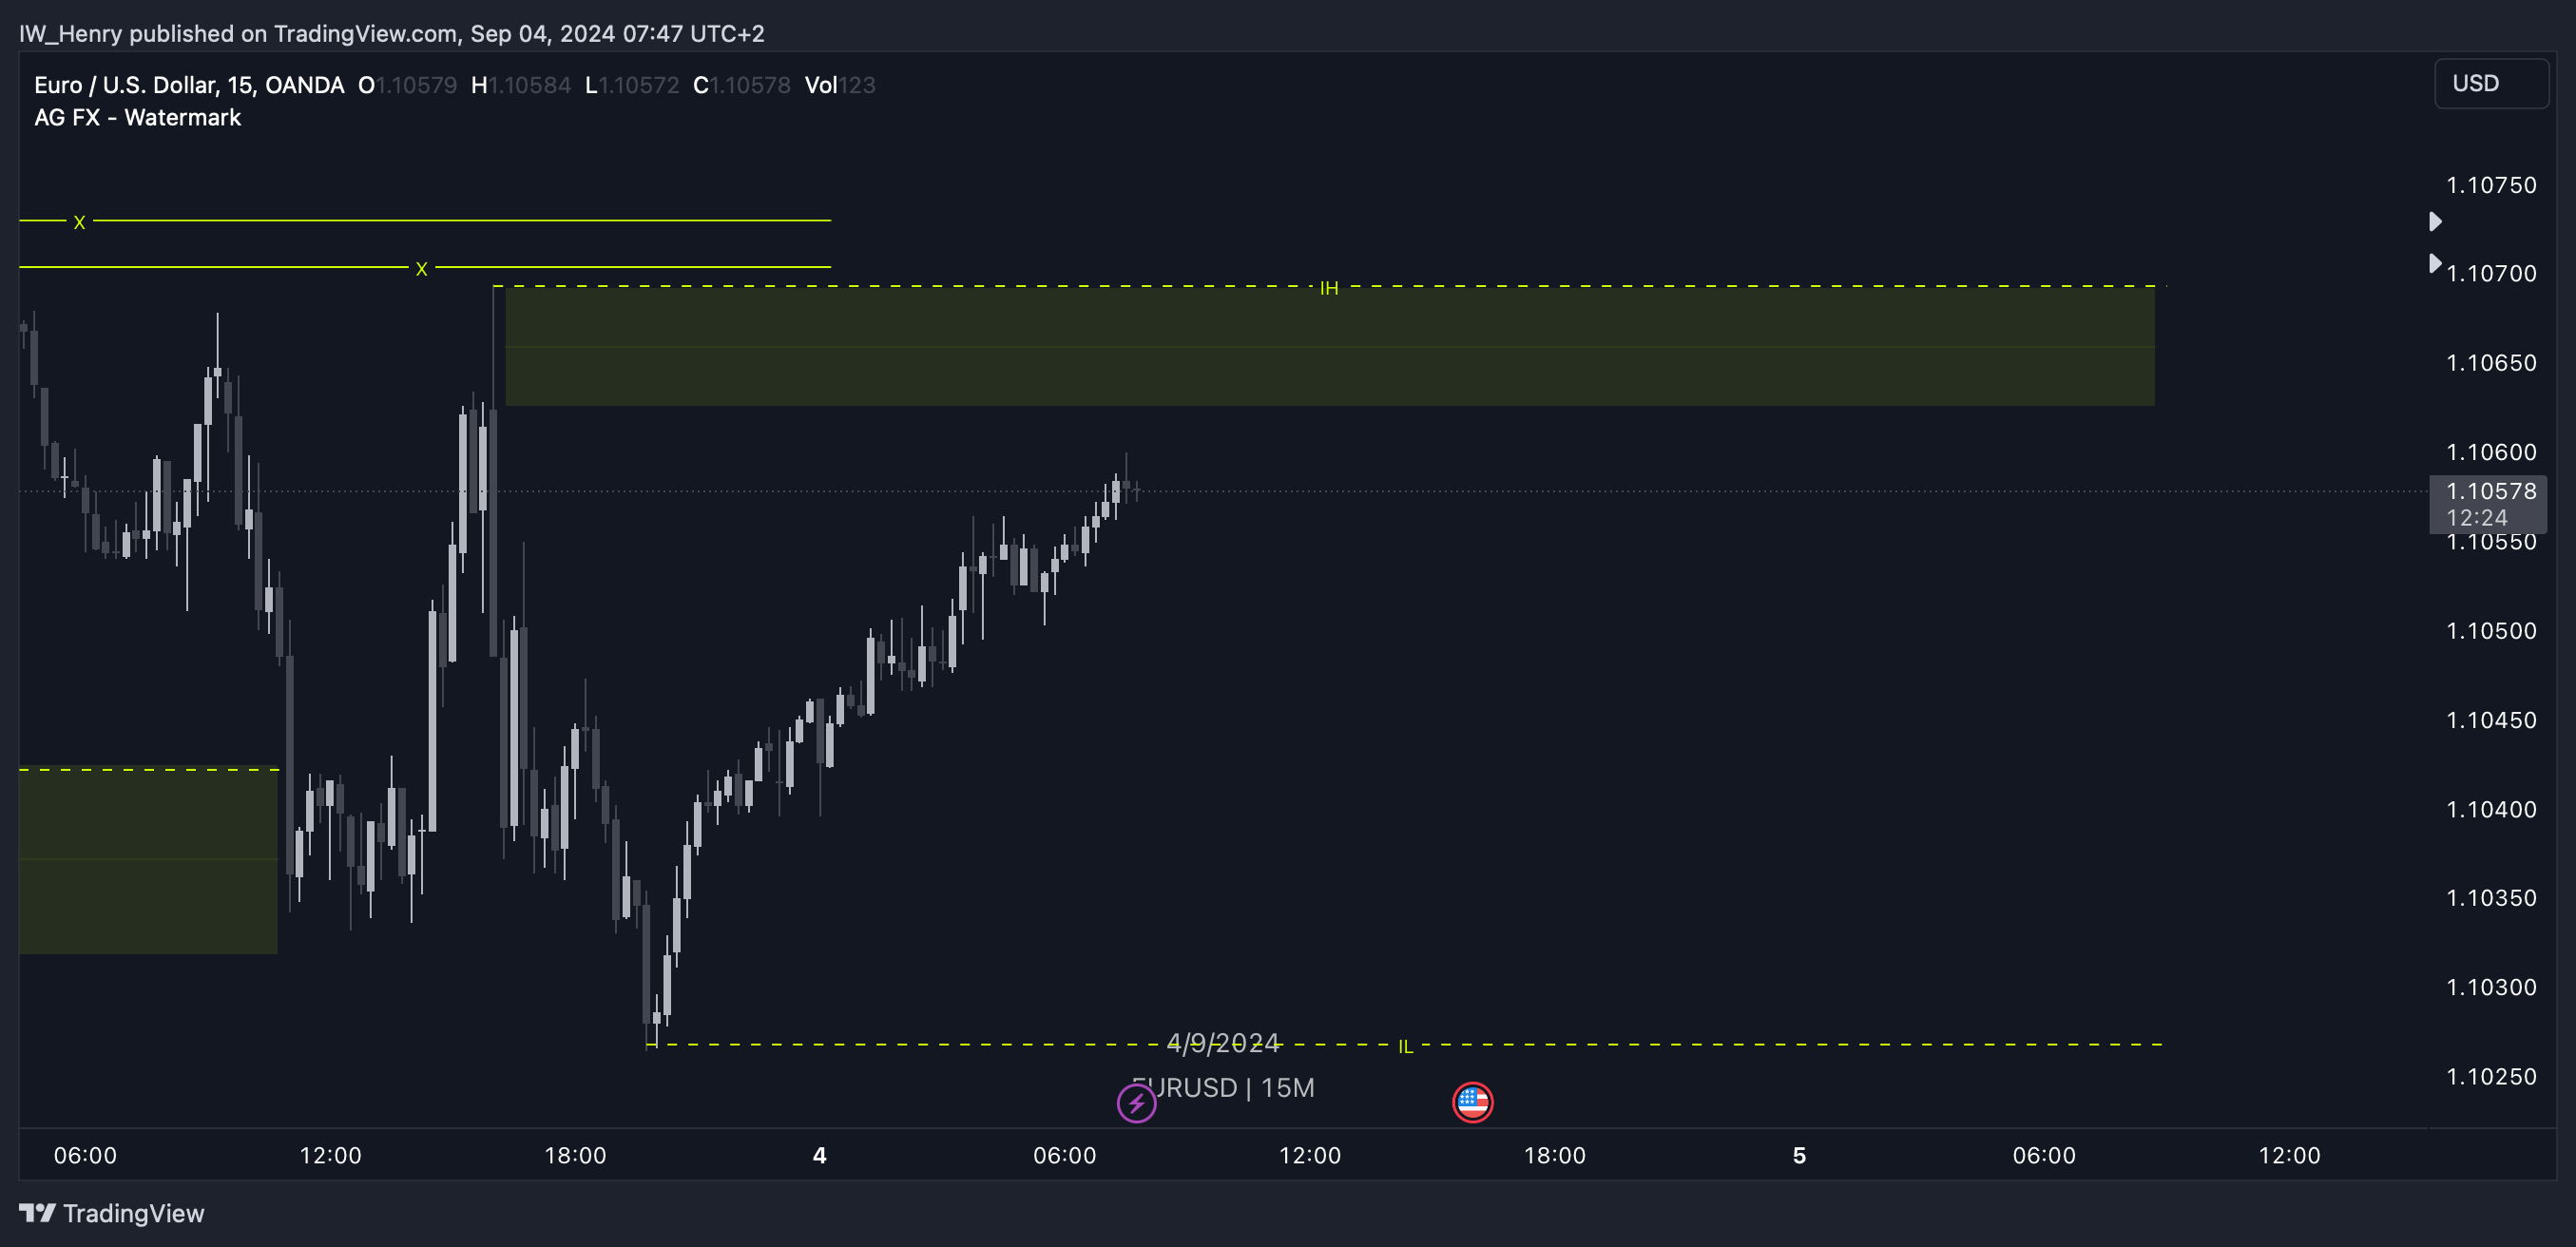 IW_Henry published on TradingView.com, Sep 04, 2024 07:47 UTC+2
Euro / U.S. Dollar, 15, OANDA O1.10579 H1.10584 L1.10572 C1.10578 Vol123
AG FX - Watermark
USD
1.10750
X
X
1.10700
IH
1.10650
1.10600
1.10578
12:24
1.10550
1.10500
1.10450
1.10400
1.10350
1.10300
4/9/2024
IL
1.10250
EURUSD | 15M
06:00 12:00 18:00 4 06:00 12:00 18:00 5 06:00 12:00
TradingView